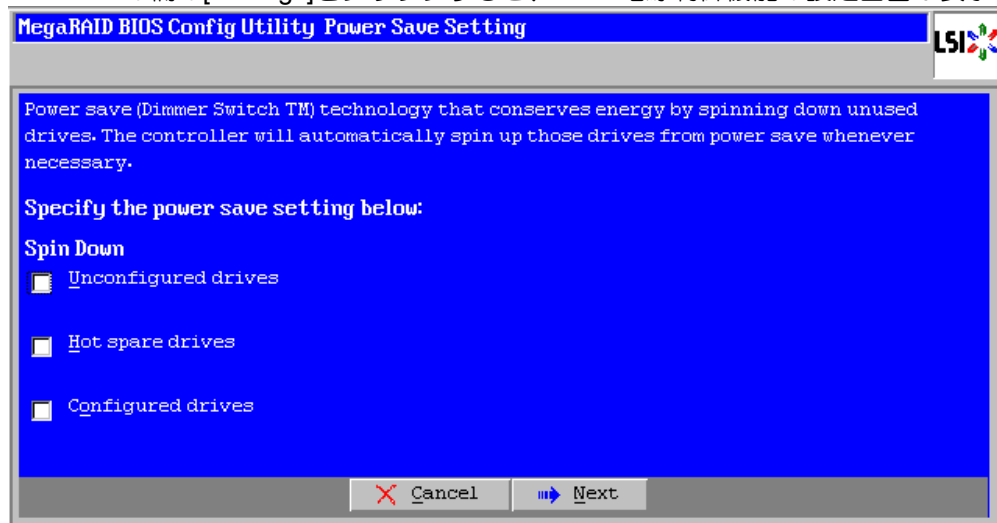 MegaRAID BIOS Config Utility Power Save Setting
LSI
Power save (Dimmer Switch TM) technology that conserves energy by spinning down unused
drives. The controller will automatically spin up those drives from power save whenever
necessary.
Specify the power save setting below:
Spin Down
Unconfigured drives
Hot spare drives
Configured drives
Cancel
Next